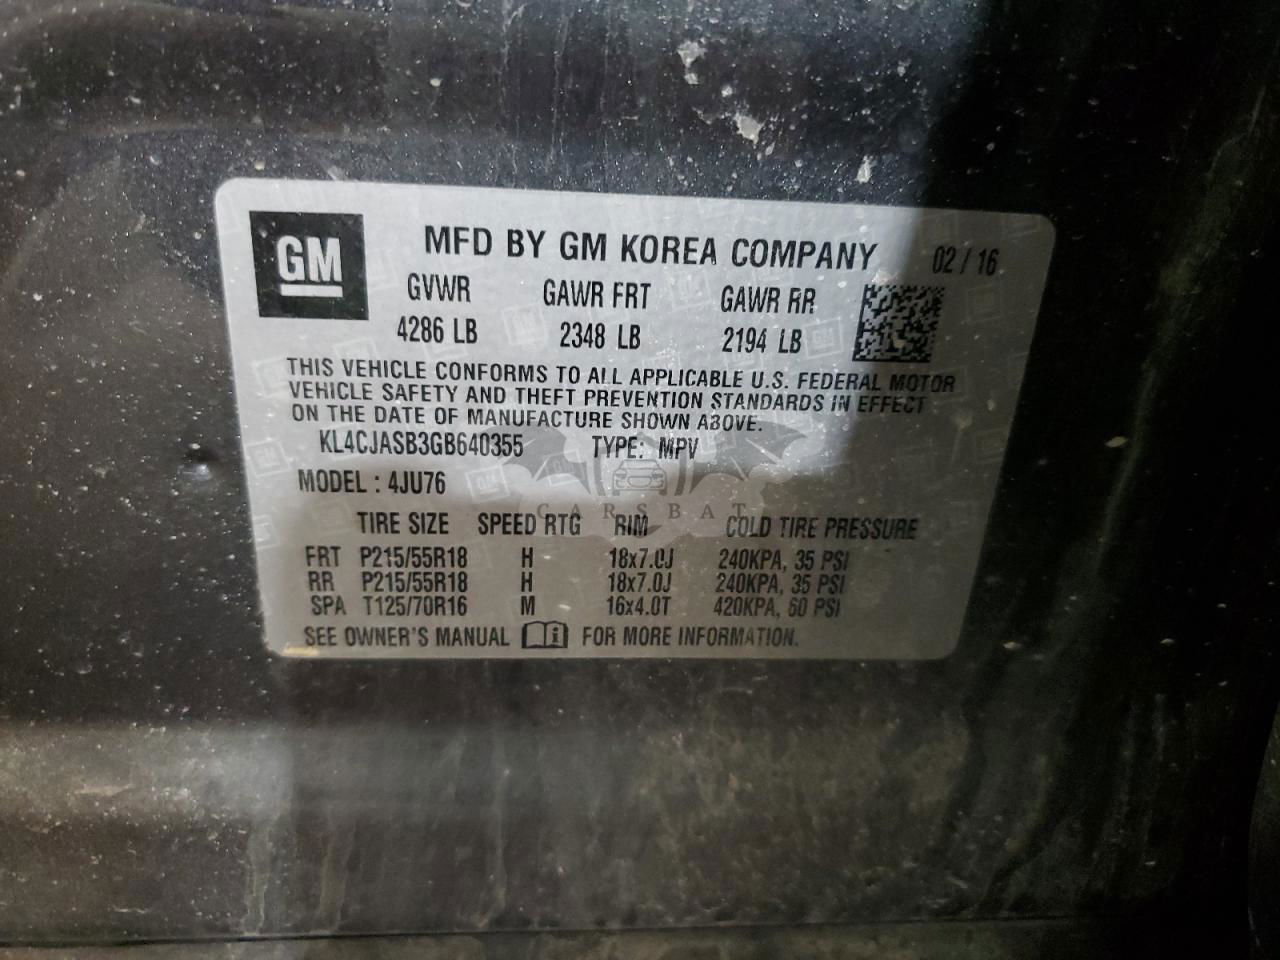 GM
MFD BY GM KOREA COMPANY 02 / 16
GVWR GAWR FRT GAWR RR
4286 LB 2348 LB 2194 LB
THIS VEHICLE CONFORMS TO ALL APPLICABLE U.S. FEDERAL MOTOR
VEHICLE SAFETY AND THEFT PREVENTION STANDARDS IN EFFECT
ON THE DATE OF MANUFACTURE SHOWN ABOVE.
KL4CJASB3GB640355 TYPE: MPV
MODEL : 4JU76
CARSBAT
TIRE SIZE SPEED RTG RIM COLD TIRE PRESSURE
FRT P215/55R18 H 18x7.0J 240KPA, 35 PSI
RR P215/55R18 H 18x7.0J 240KPA, 35 PSI
SPA T125/70R16 M 16x4.0T 420KPA, 60 PSI
SEE OWNER'S MANUAL i FOR MORE INFORMATION.